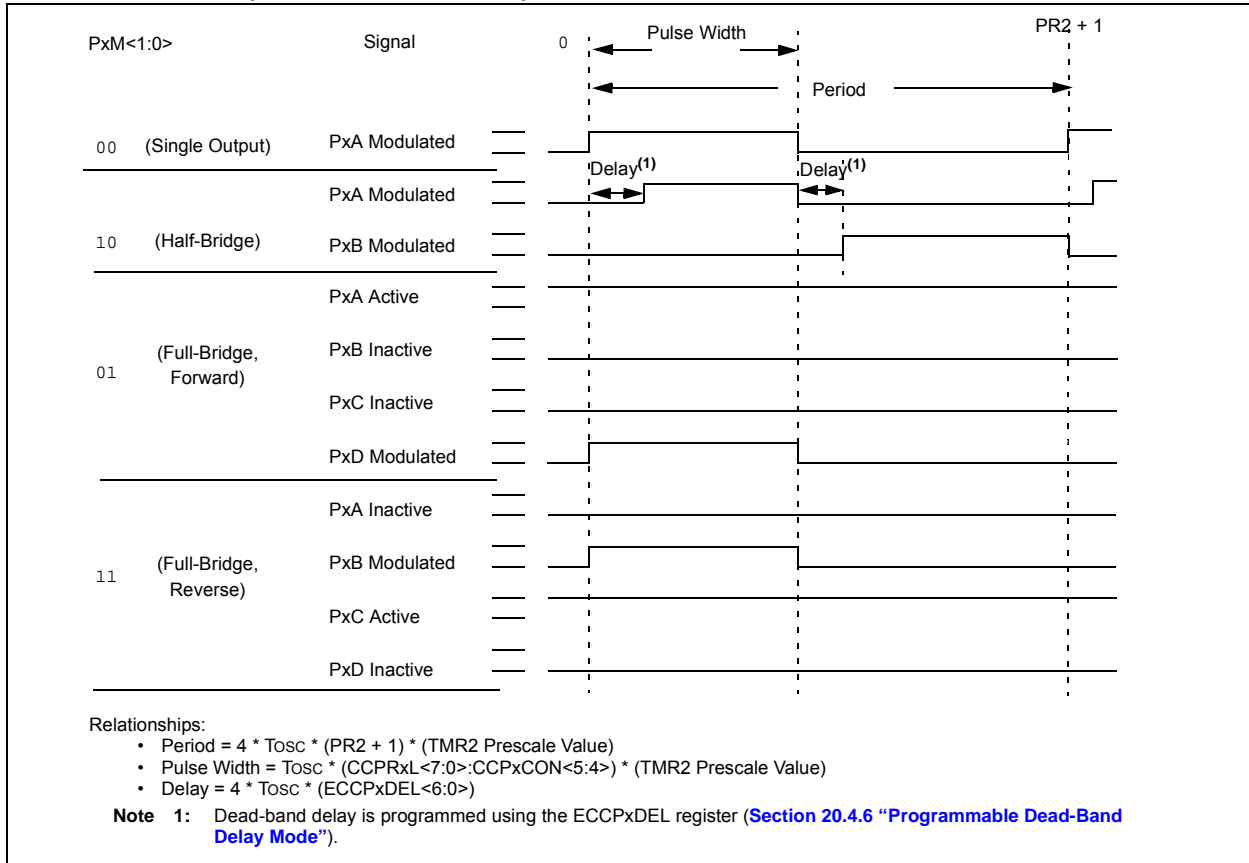 PxM<1:0> Signal 0 Pulse Width PR2 + 1
Period
00 (Single Output) PxA Modulated
Delay(1) Delay(1)
PxA Modulated
10 (Half-Bridge) PxB Modulated
PxA Active
(Full-Bridge, PxB Inactive
01 Forward)
PxC Inactive
PxD Modulated
PxA Inactive
(Full-Bridge, PxB Modulated
11 Reverse)
PxC Active
PxD Inactive
Relationships:
• Period = 4 * TOSC * (PR2 + 1) * (TMR2 Prescale Value)
• Pulse Width = TOSC * (CCPRxL<7:0>:CCPxCON<5:4>) * (TMR2 Prescale Value)
• Delay = 4 * TOSC * (ECCPxDEL<6:0>)
Note 1: Dead-band delay is programmed using the ECCPxDEL register (Section 20.4.6 “Programmable Dead-Band
Delay Mode”).